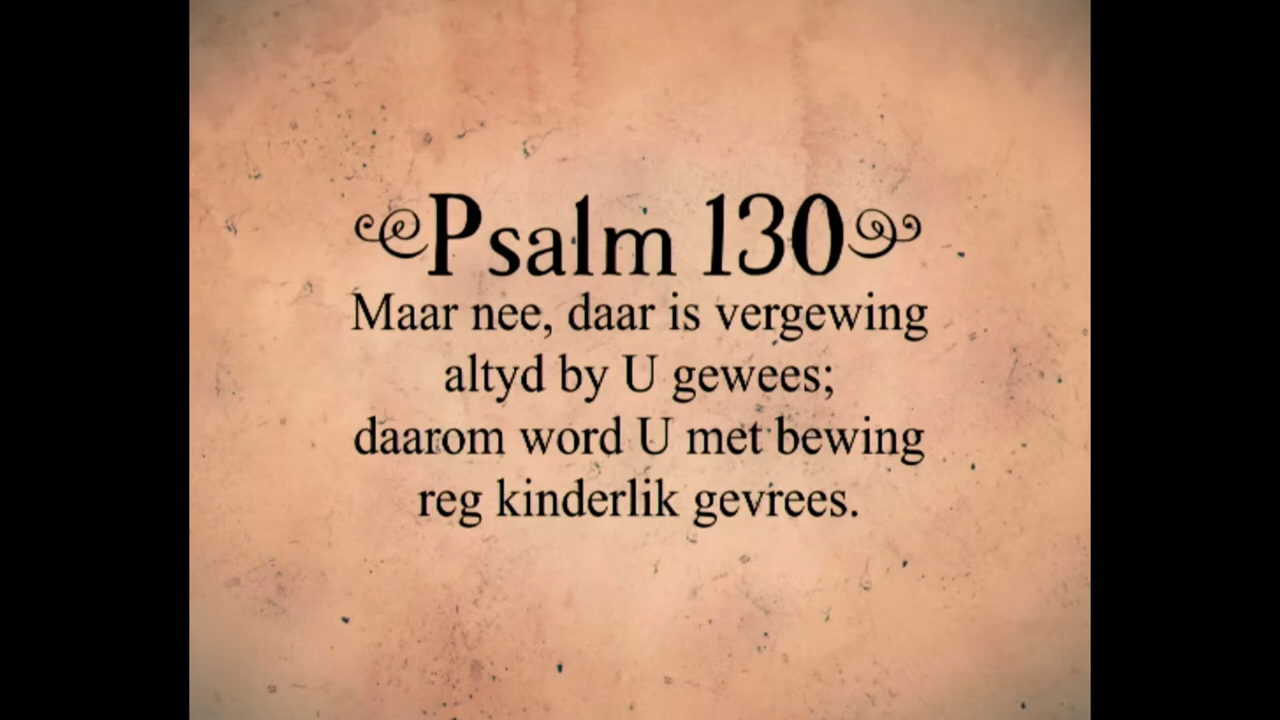 Psalm 130
Maar nee, daar is vergewing
altyd by U gewees;
daarom word U met bewing
reg kinderlik gevrees.